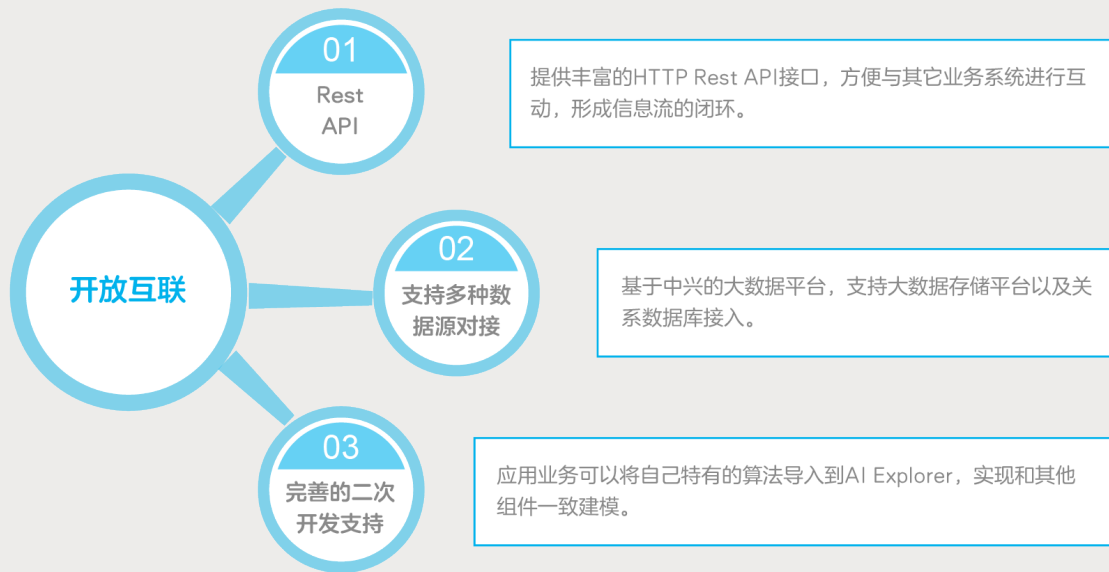 开放互联
01
Rest
API
提供丰富的HTTP Rest API接口，方便与其它业务系统进行互
动，形成信息流的闭环。
02
支持多种数
据源对接
基于中兴的大数据平台，支持大数据存储平台以及关
系数据库接入。
03
完善的二次
开发支持
应用业务可以将自己特有的算法导入到AI Explorer，实现和其他
组件一致建模。